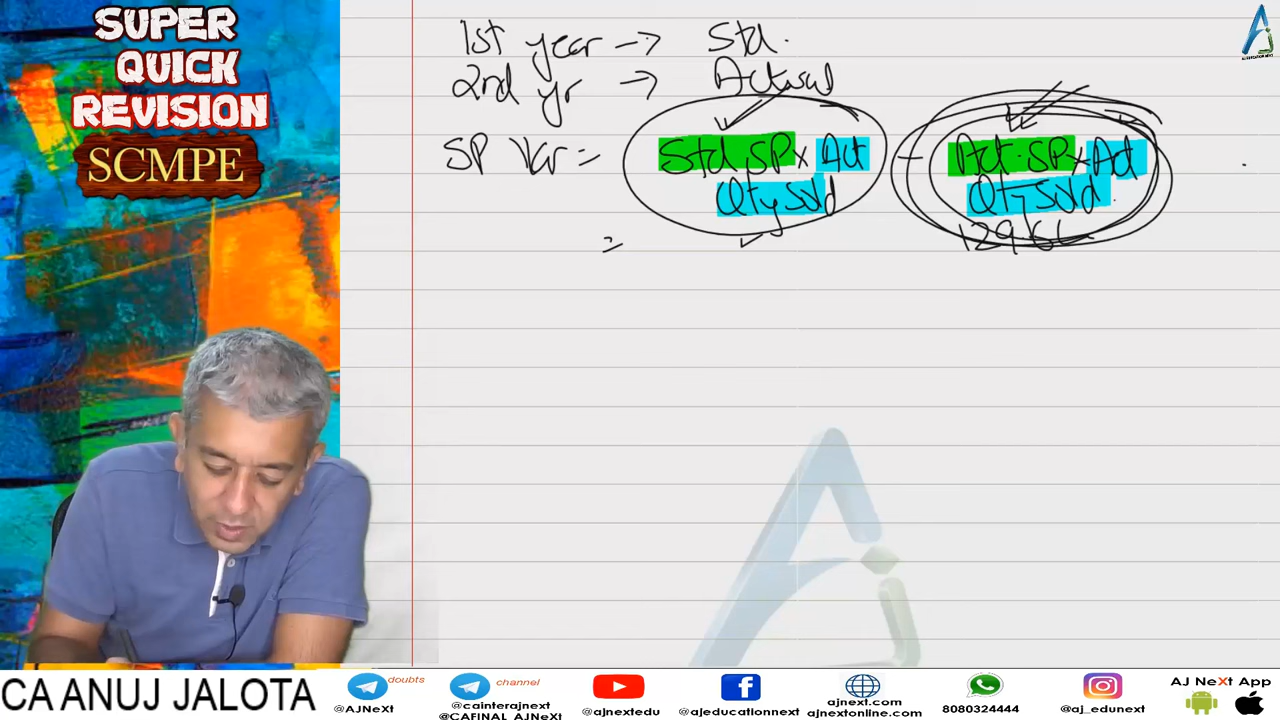 SUPER
QUICK
REVISION
SCMPE
1st year → Std.
2nd yr → Actual
SP Var = Std SP x Act Qty Sold - Act. SP x Act Qty Sold.
=
CA ANUJ JALOTA
doubts
@AJNeXt
channel
@cainterajnext
@CAFINAL_AJNeXt
@ajnextedu
@ajeducationnext
ajnext.com
ajnextonline.com
8080324444
@aj_edunext
AJ NeXt App